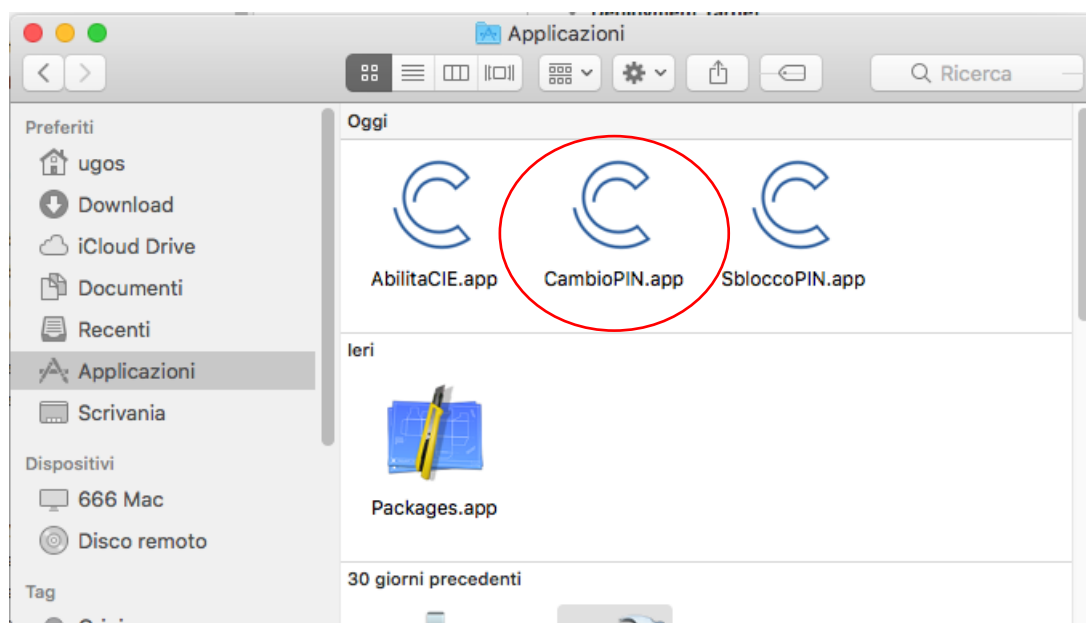 Applicazioni
Ricerca
Preferiti
ugos
Download
iCloud Drive
Documenti
Recenti
Applicazioni
Scrivania
Dispositivi
666 Mac
Disco remoto
Tag
Oggi
AbilitaCIE.app
CambioPIN.app
SbloccoPIN.app
Ieri
Packages.app
30 giorni precedenti